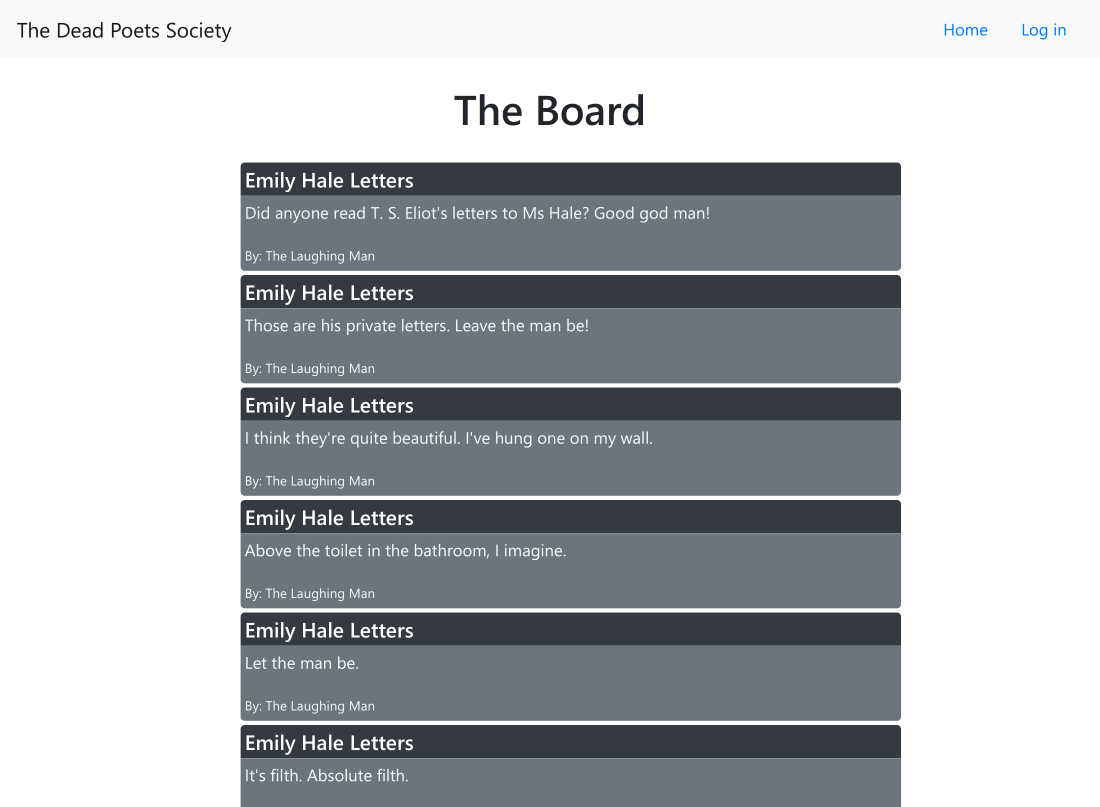 The Dead Poets Society
Home
Log in
The Board
Emily Hale Letters
Did anyone read T. S. Eliot's letters to Ms Hale? Good god man!
By: The Laughing Man
Emily Hale Letters
Those are his private letters. Leave the man be!
By: The Laughing Man
Emily Hale Letters
I think they're quite beautiful. I've hung one on my wall.
By: The Laughing Man
Emily Hale Letters
Above the toilet in the bathroom, I imagine.
By: The Laughing Man
Emily Hale Letters
Let the man be.
By: The Laughing Man
Emily Hale Letters
It's filth. Absolute filth.